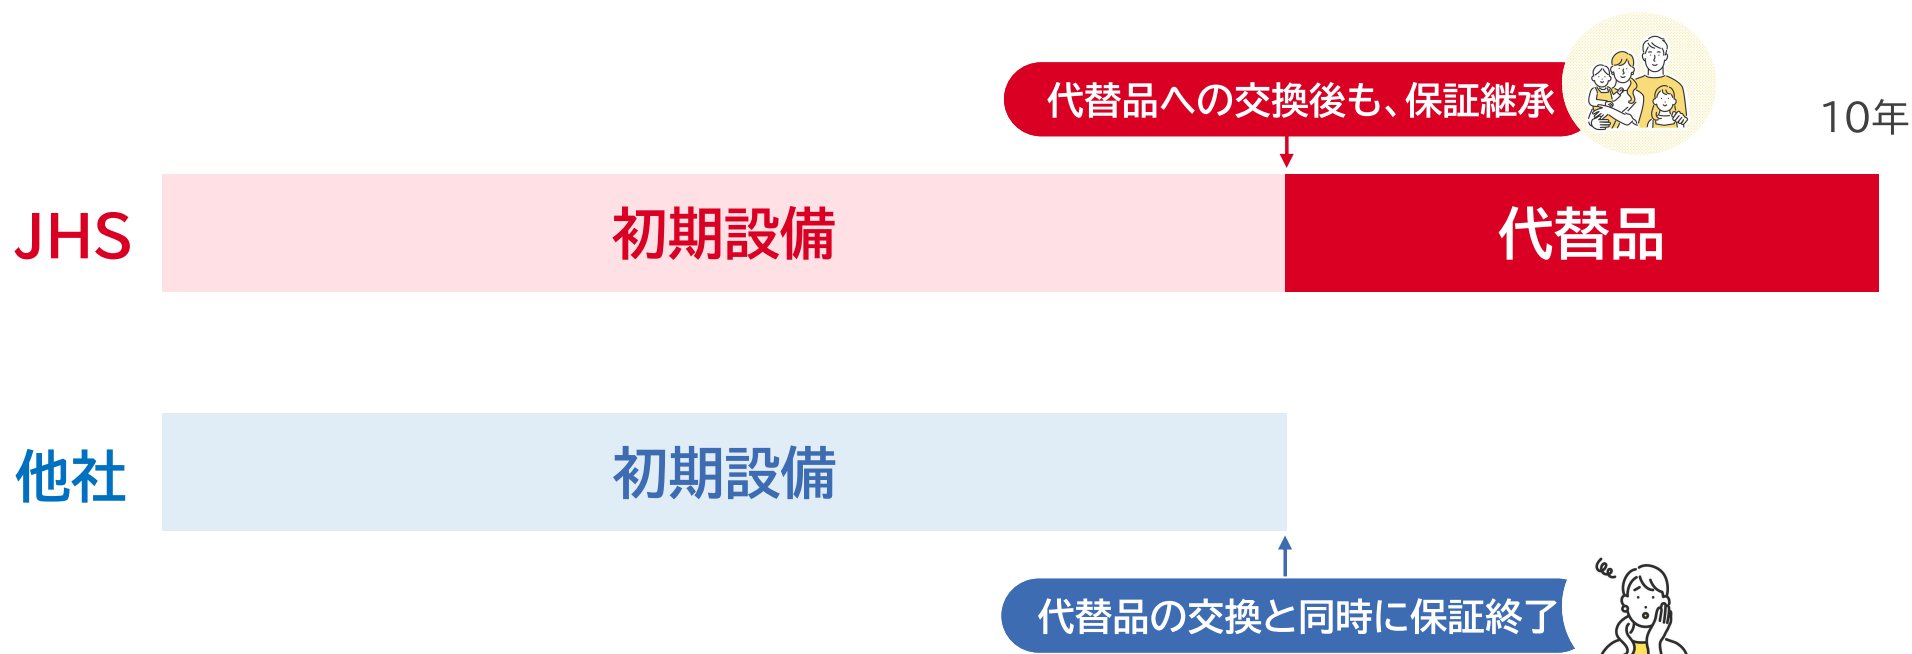 代替品への交換後も、保証継承
10年
JHS
初期設備
代替品
他社
初期設備
代替品の交換と同時に保証終了